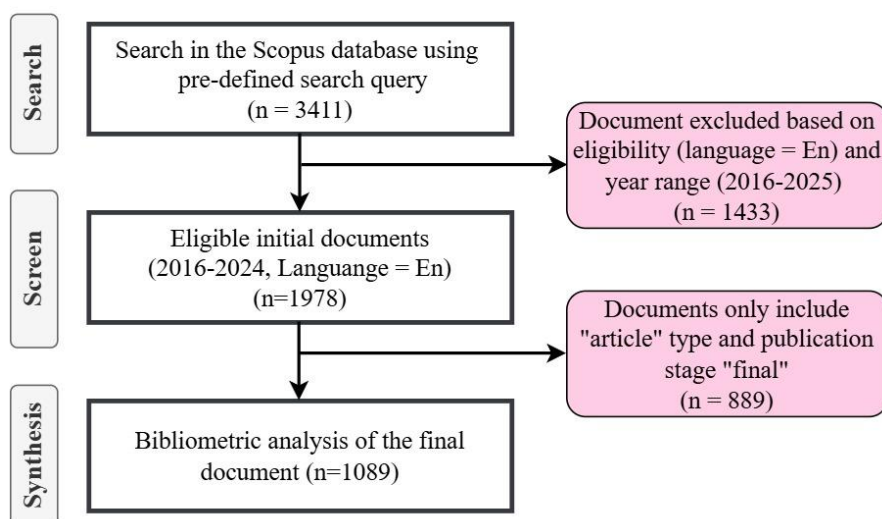 Search
Search in the Scopus database using
pre-defined search query
(n = 3411)
Document excluded based on
eligibility (language = En) and
year range (2016-2025)
(n = 1433)
Screen
Eligible initial documents
(2016-2024, Languange = En)
(n=1978)
Documents only include
"article" type and publication
stage "final"
(n = 889)
Synthesis
Bibliometric analysis of the final
document (n=1089)